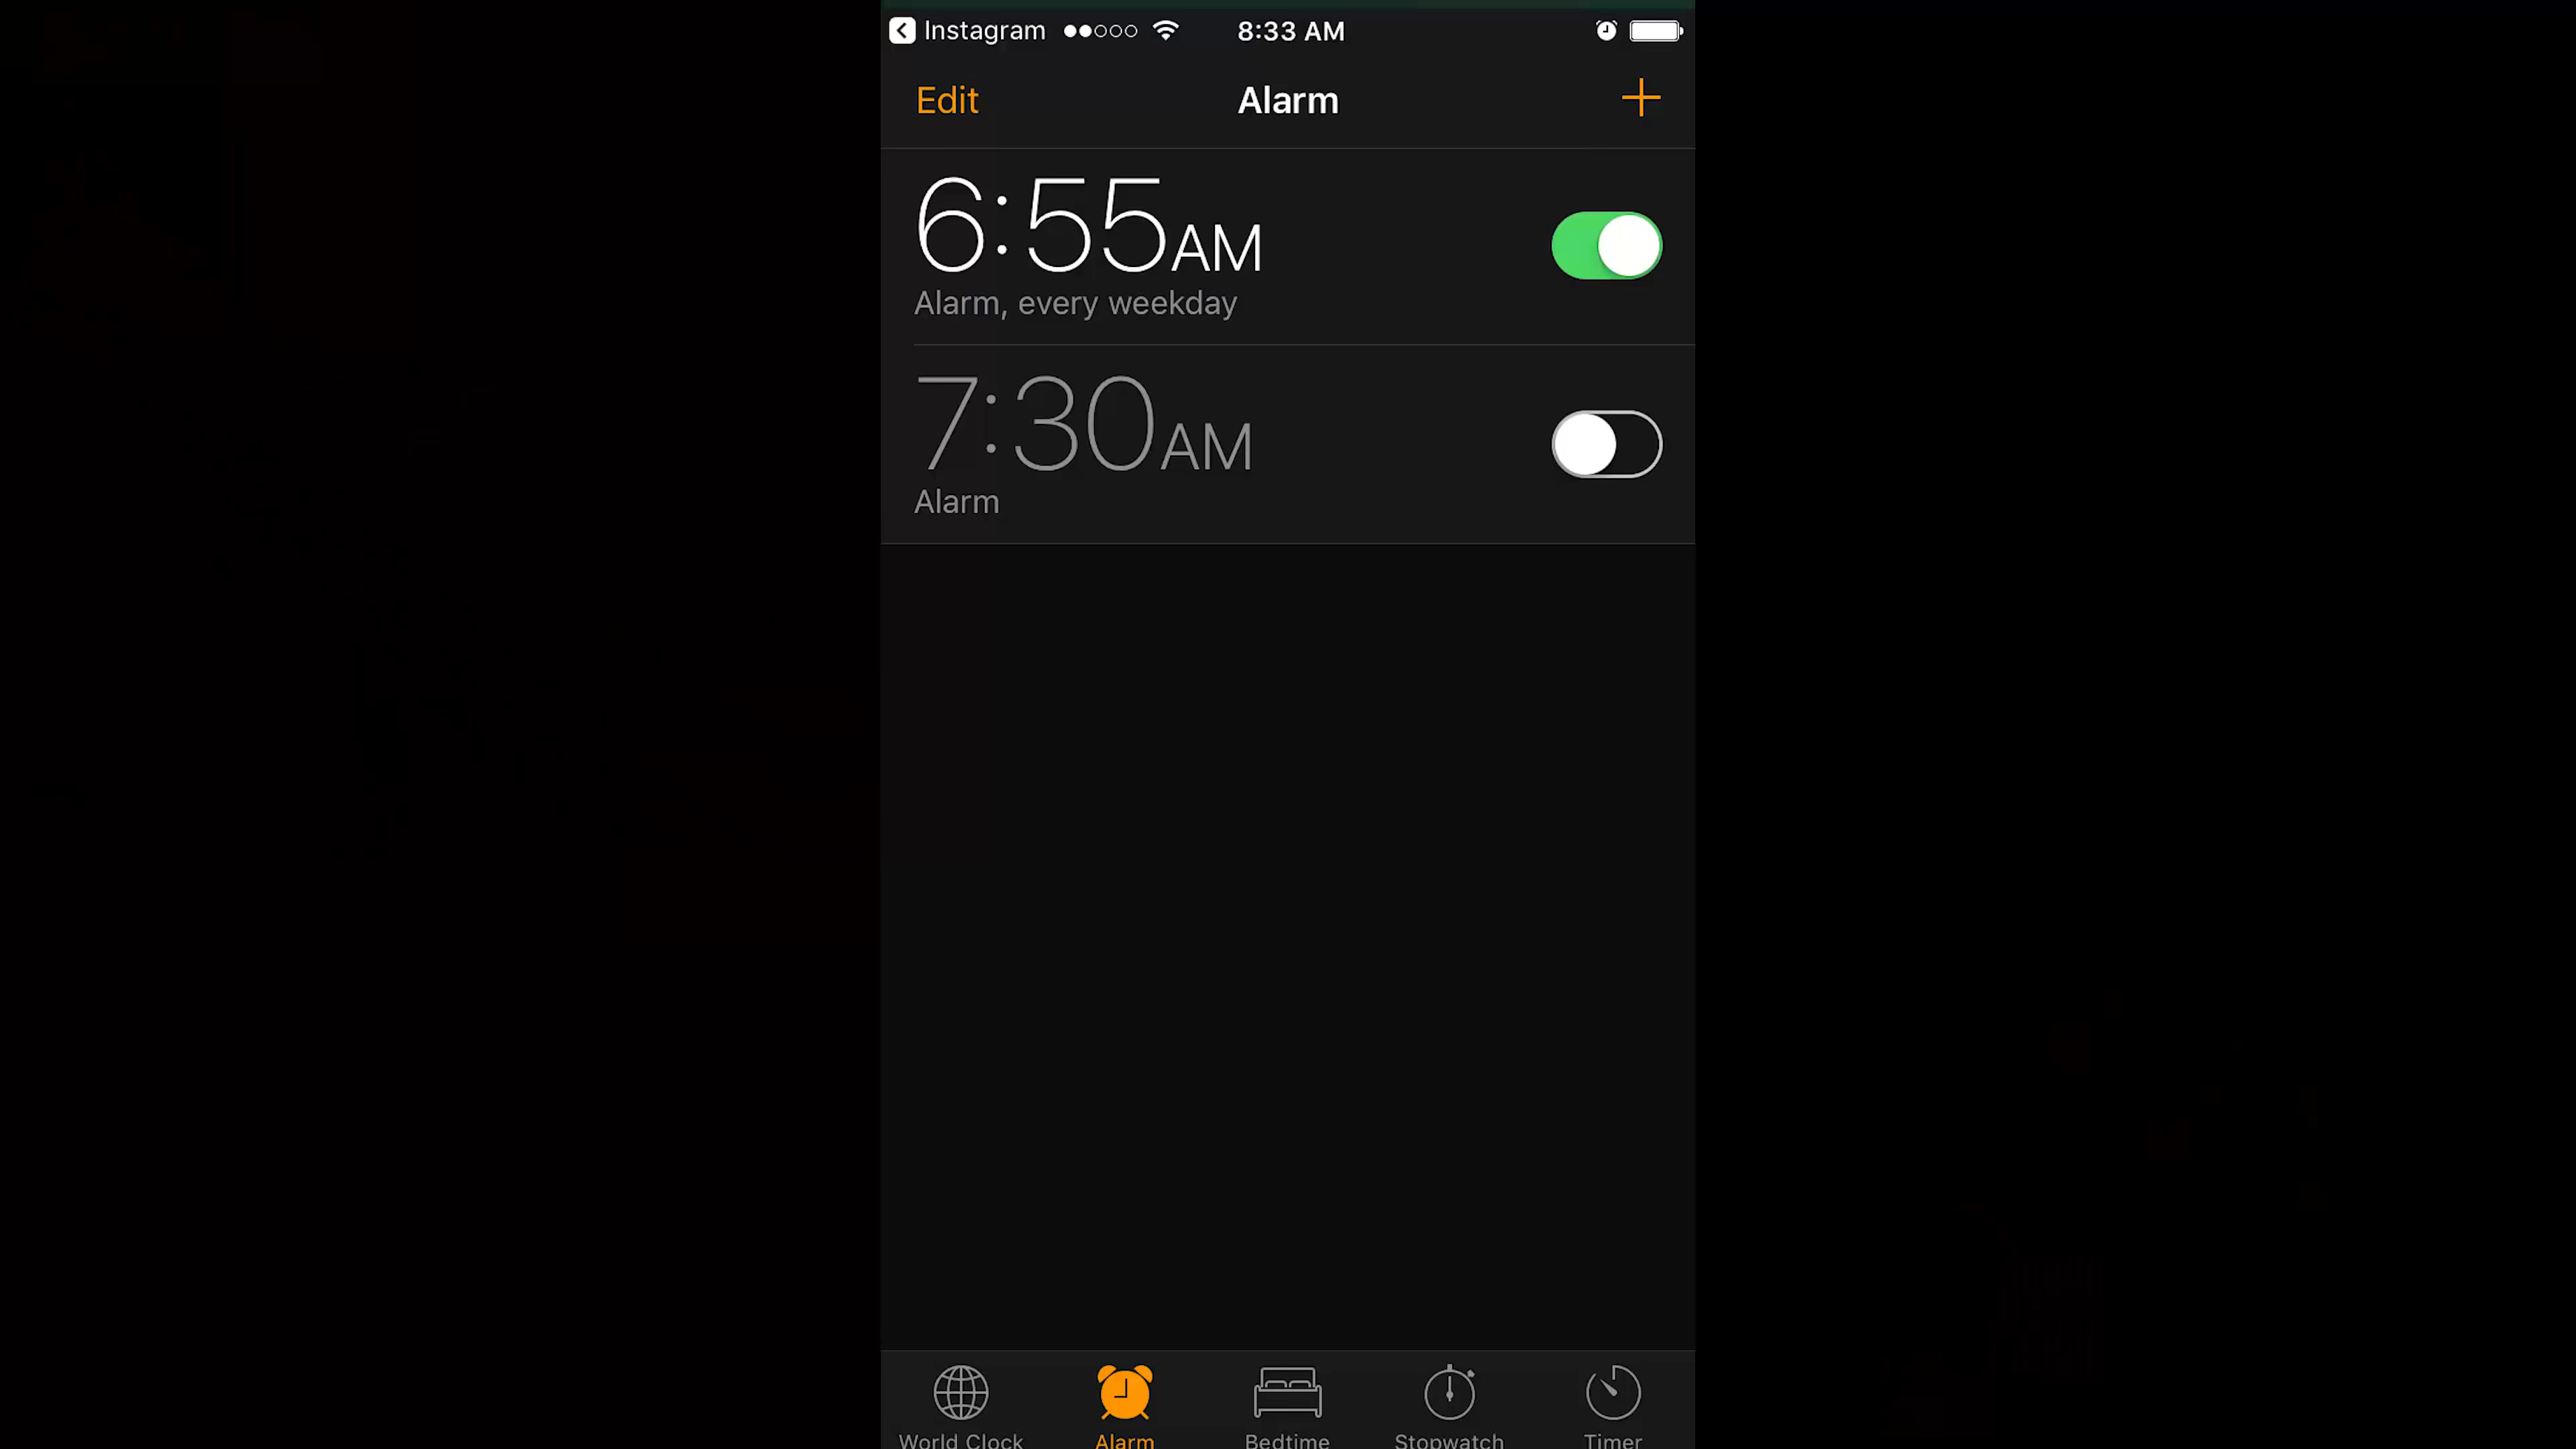 Instagram 8:33 AM
Edit Alarm
6:55AM
Alarm, every weekday
7:30AM
Alarm
World Clock Alarm Bedtime Stopwatch Timer